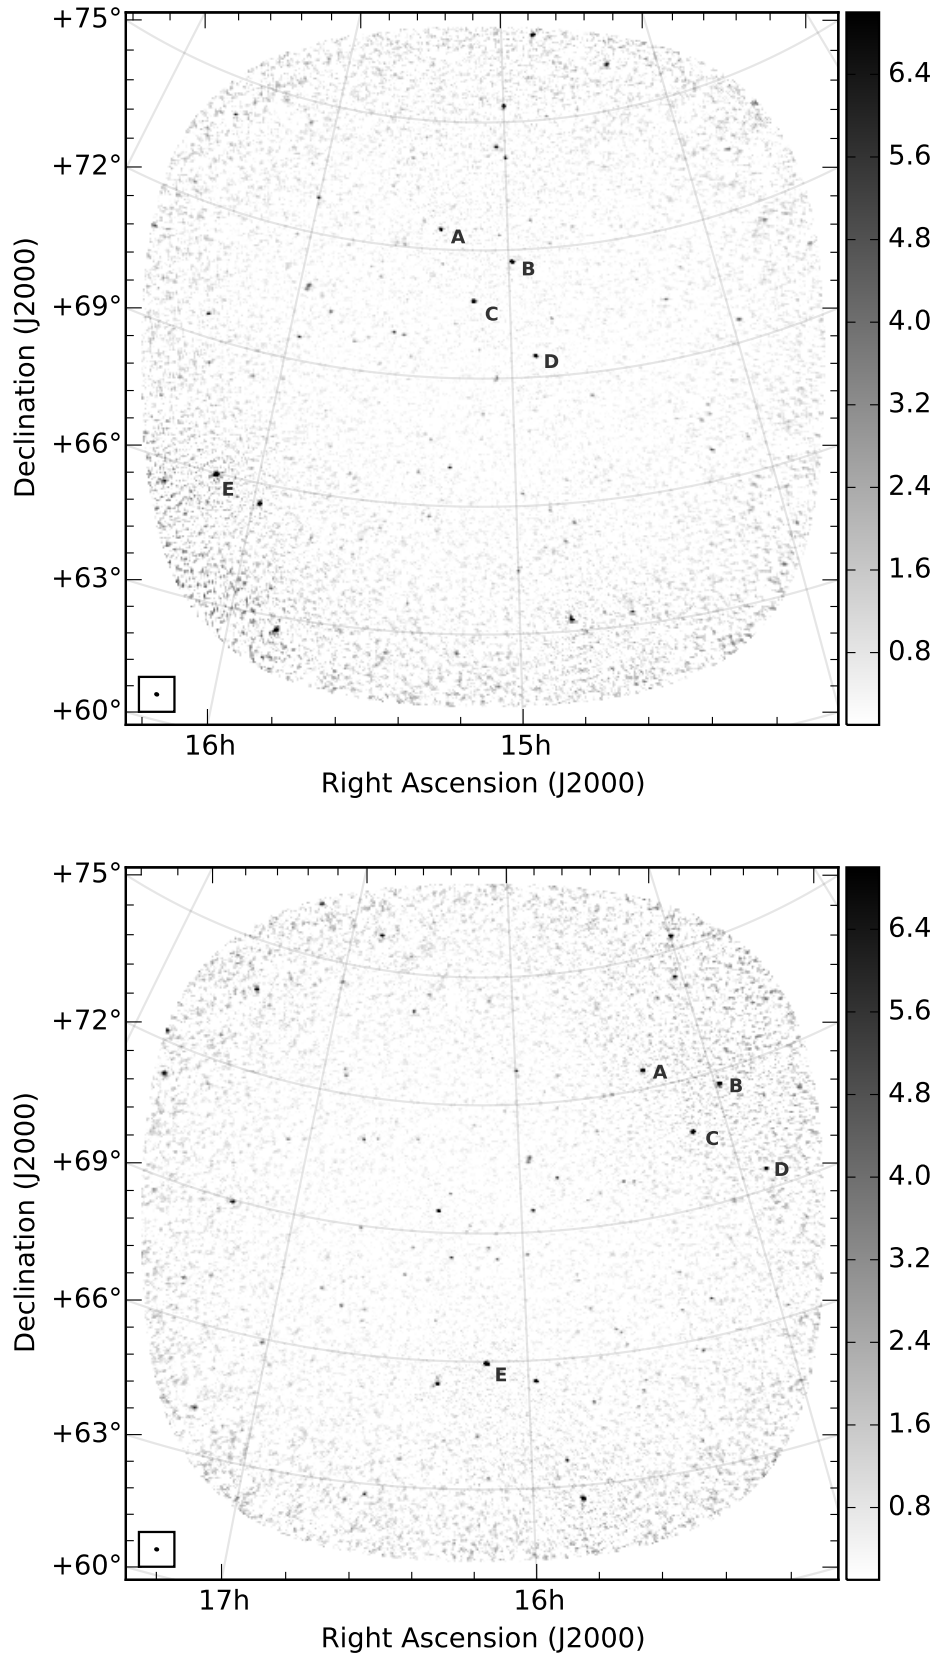 +75°
+72°
+69°
+66°
+63°
+60°
Declination (J2000)
A
B
C
D
E
16h
15h
Right Ascension (J2000)
6.4
5.6
4.8
4.0
3.2
2.4
1.6
0.8
+75°
+72°
+69°
+66°
+63°
+60°
Declination (J2000)
A
B
C
D
E
17h
16h
Right Ascension (J2000)
6.4
5.6
4.8
4.0
3.2
2.4
1.6
0.8